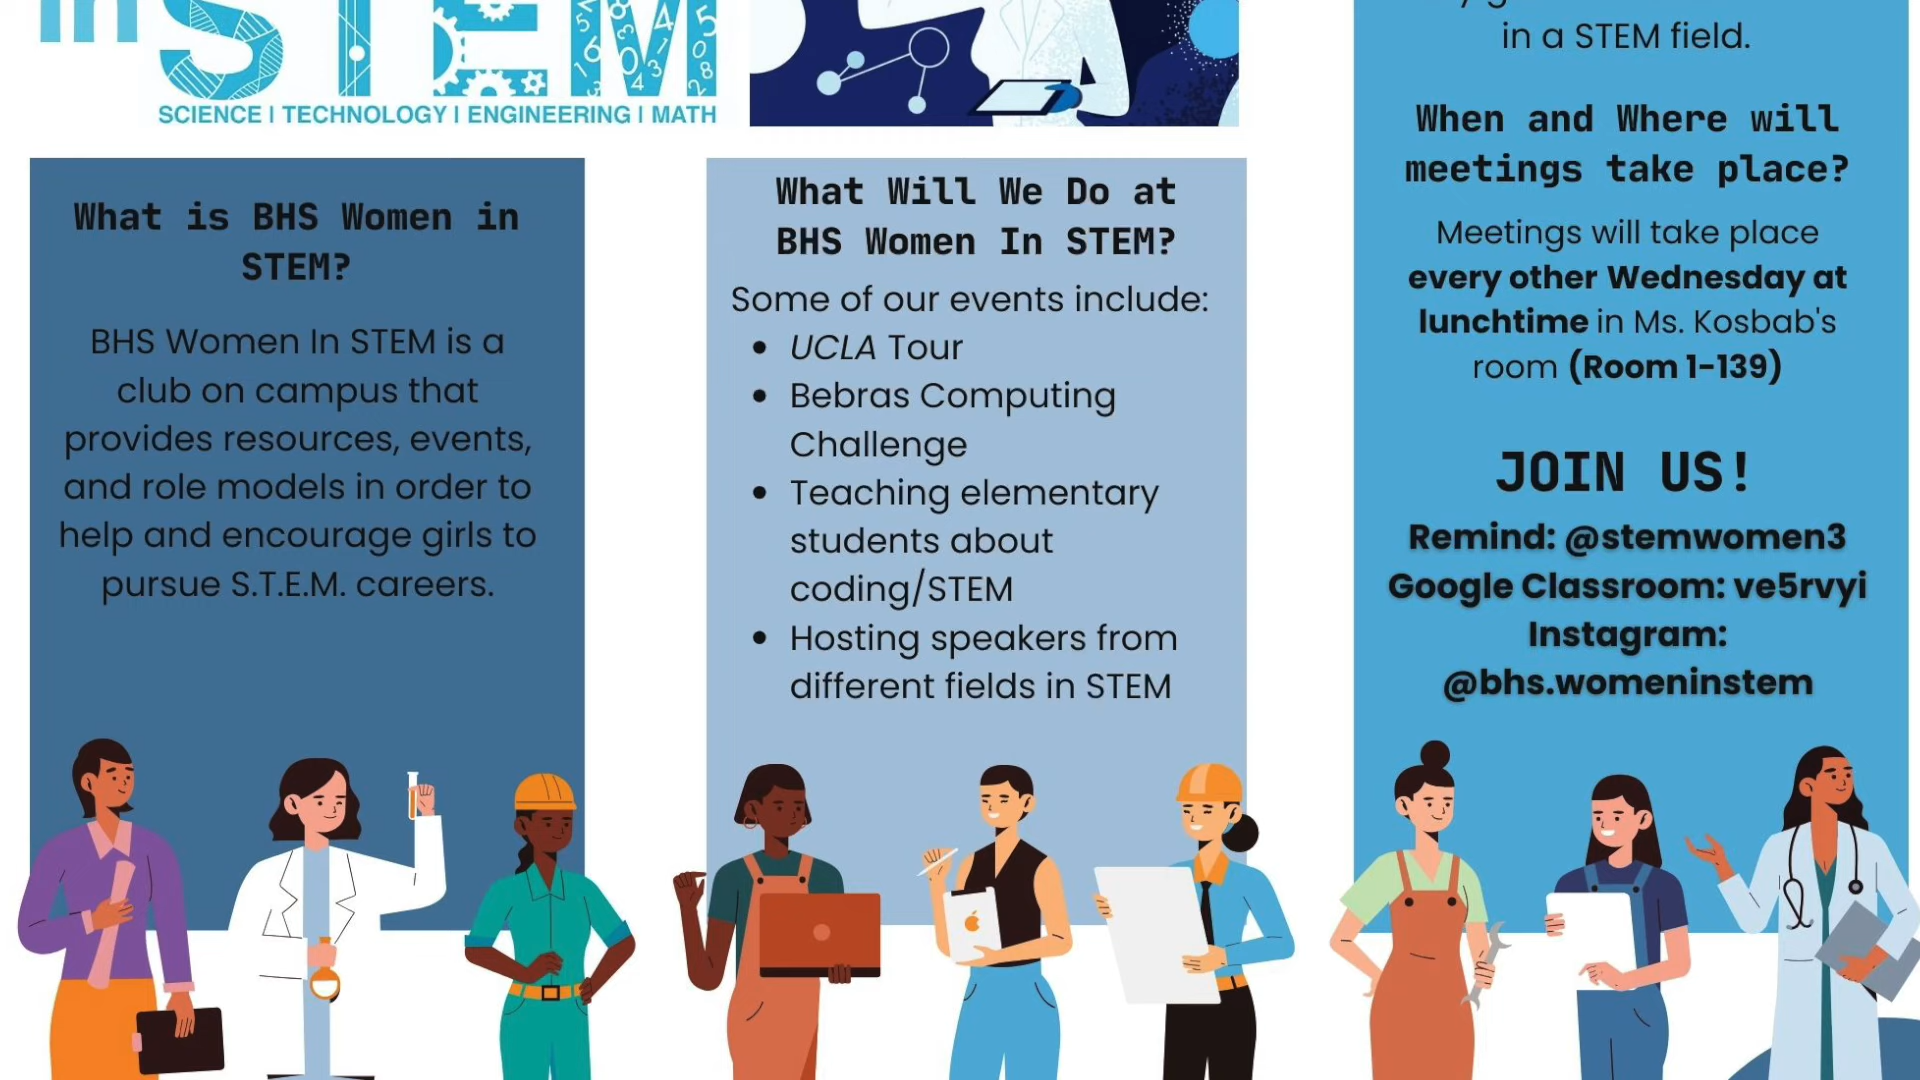 in STEM
SCIENCE | TECHNOLOGY | ENGINEERING | MATH
What is BHS Women in
STEM?
BHS Women In STEM is a
club on campus that
provides resources, events,
and role models in order to
help and encourage girls to
pursue S.T.E.M. careers.
What Will We Do at
BHS Women In STEM?
Some of our events include:
• UCLA Tour
• Bebras Computing
Challenge
• Teaching elementary
students about
coding/STEM
• Hosting speakers from
different fields in STEM
in a STEM field.
When and Where will
meetings take place?
Meetings will take place
every other Wednesday at
lunchtime in Ms. Kosbab's
room (Room 1-139)
JOIN US!
Remind: @stemwomen3
Google Classroom: ve5rvyi
Instagram:
@bhs.womeninstem